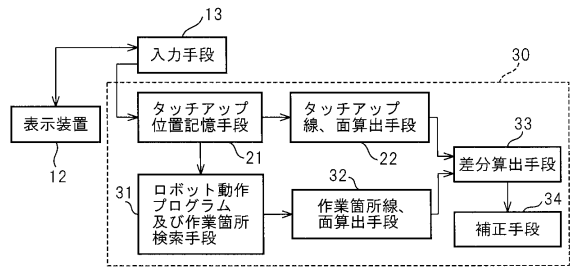 13
入力手段
30
表示装置
12
タッチアップ
位置記憶手段
21
タッチアップ
線、面算出手段
22
33
差分算出手段
31
ロボット動作
プログラム
及び作業箇所
検索手段
32
作業箇所線、
面算出手段
34
補正手段